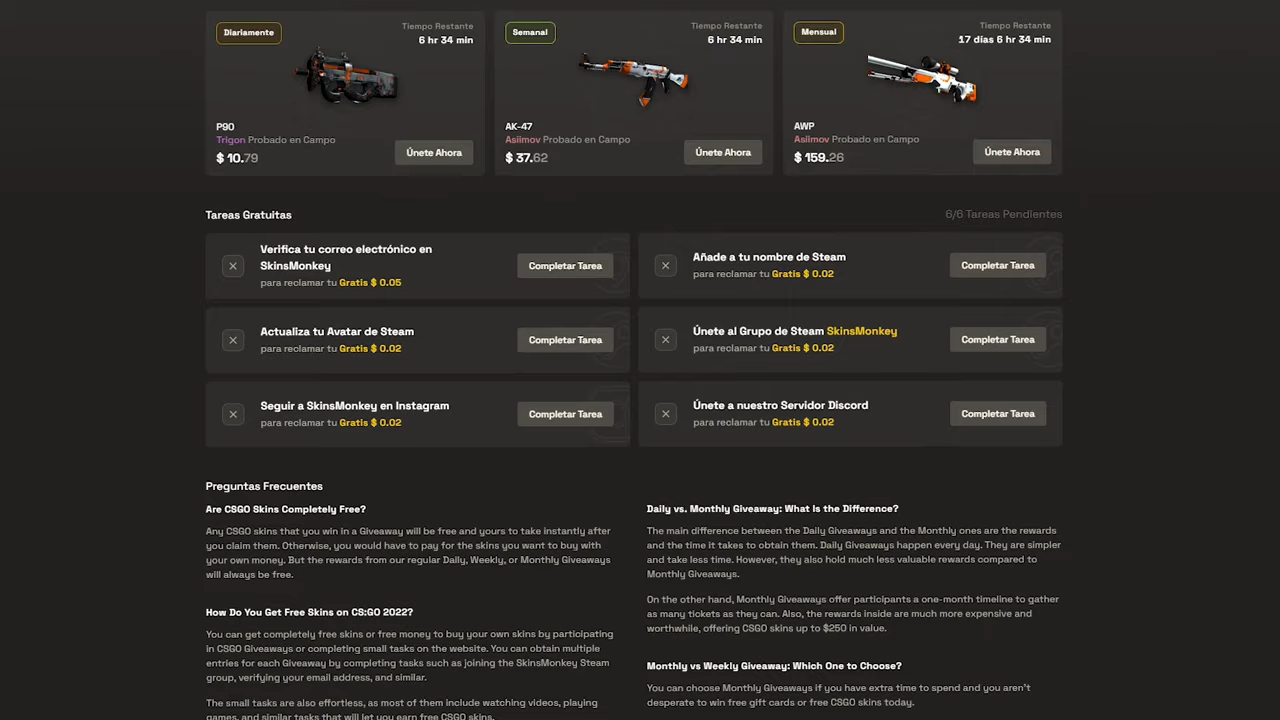 Diariamente
Tiempo Restante
6 hr 34 min
P90
Trigon Probado en Campo
$ 10.79
Únete Ahora
Semanal
Tiempo Restante
6 hr 34 min
AK-47
Asiimov Probado en Campo
$ 37.62
Únete Ahora
Mensual
Tiempo Restante
17 días 6 hr 34 min
AWP
Asiimov Probado en Campo
$ 159.26
Únete Ahora
Tareas Gratuitas
6/6 Tareas Pendientes
Verifica tu correo electrónico en
SkinsMonkey
para reclamar tu Gratis $ 0.05
Completar Tarea
Añade a tu nombre de Steam
para reclamar tu Gratis $ 0.02
Completar Tarea
Actualiza tu Avatar de Steam
para reclamar tu Gratis $ 0.02
Completar Tarea
Únete al Grupo de Steam SkinsMonkey
para reclamar tu Gratis $ 0.02
Completar Tarea
Seguir a SkinsMonkey en Instagram
para reclamar tu Gratis $ 0.02
Completar Tarea
Únete a nuestro Servidor Discord
para reclamar tu Gratis $ 0.02
Completar Tarea
Preguntas Frecuentes
Are CSGO Skins Completely Free?
Any CSGO skins that you win in a Giveaway will be free and yours to take instantly after
you claim them. Otherwise, you would have to pay for the skins you want to buy with
your own money. But the rewards from our regular Daily, Weekly, or Monthly Giveaways
will always be free.
How Do You Get Free Skins on CS:GO 2022?
You can get completely free skins or free money to buy your own skins by participating
in CSGO Giveaways or completing small tasks on the website. You can obtain multiple
entries for each Giveaway by completing tasks such as joining the SkinsMonkey Steam
group, verifying your email address, and similar.
The small tasks are also effortless, as most of them include watching videos, playing
games, and similar tasks that will let you earn free CSGO skins.
Daily vs. Monthly Giveaway: What Is the Difference?
The main difference between the Daily Giveaways and the Monthly ones are the rewards
and the time it takes to obtain them. Daily Giveaways happen every day. They are simpler
and take less time. However, they also hold much less valuable rewards compared to
Monthly Giveaways.
On the other hand, Monthly Giveaways offer participants a one-month timeline to gather
as many tickets as they can. Also, the rewards inside are much more expensive and
worthwhile, offering CSGO skins up to $250 in value.
Monthly vs Weekly Giveaway: Which One to Choose?
You can choose Monthly Giveaways if you have extra time to spend and you aren't
desperate to win free gift cards or free CSGO skins today.